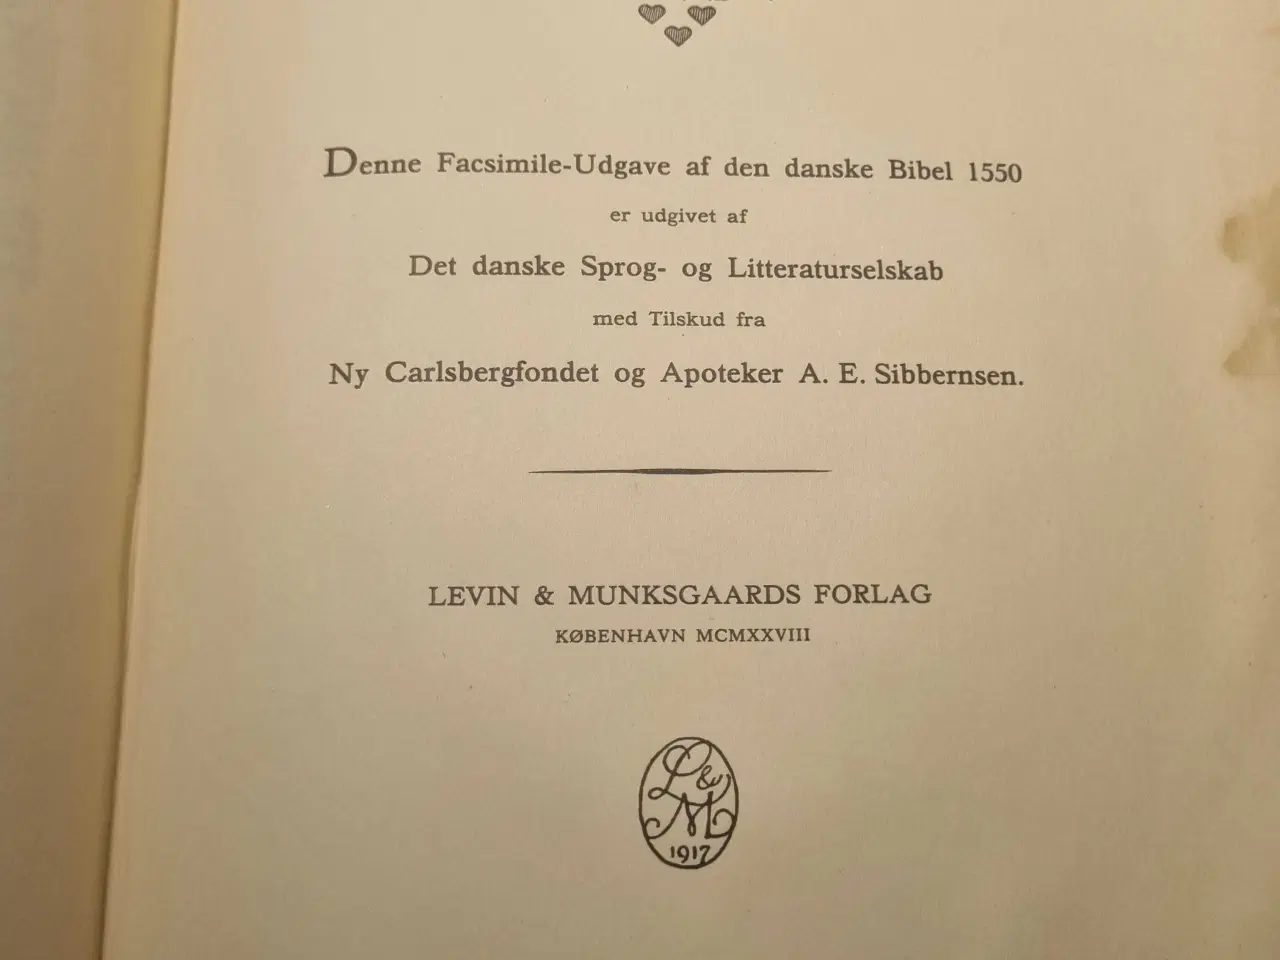 Denne Facsimile-Udgave af den danske Bibel 1550
er udgivet af
Det danske Sprog- og Litteraturselskab
med Tilskud fra
Ny Carlsbergfondet og Apoteker A. E. Sibbernsen.
LEVIN & MUNKSGAARDS FORLAG
KØBENHAVN MCMXXVIII
L & M
1917